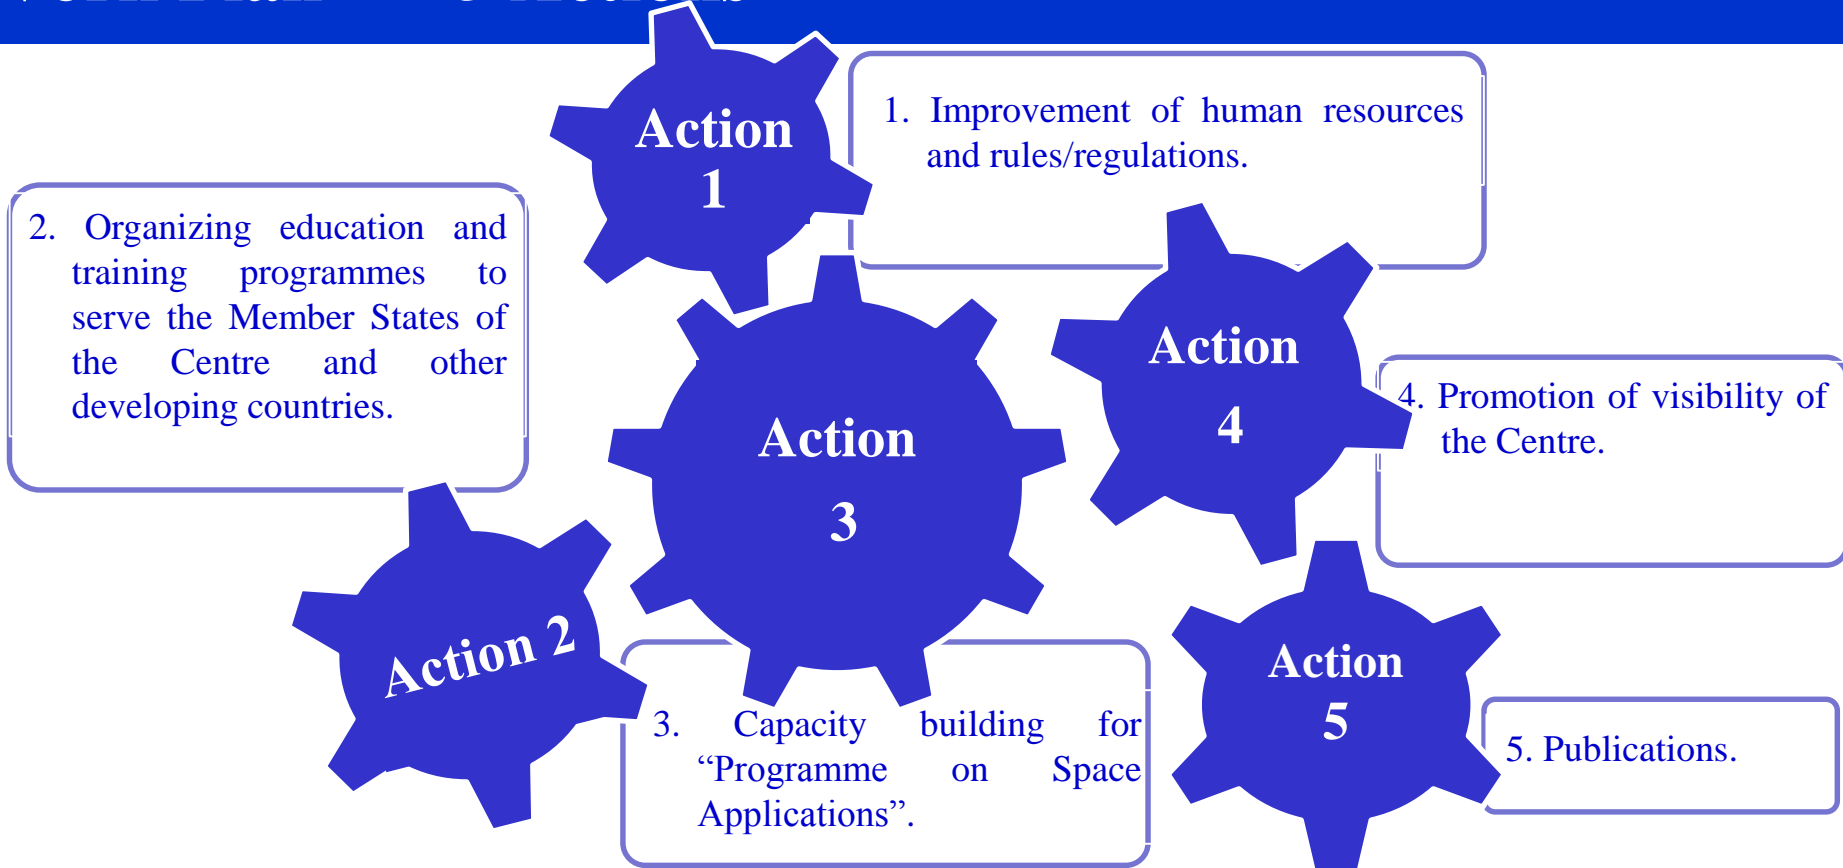 Action
1
1. Improvement of human resources
and rules/regulations.
2. Organizing education and
training programmes to
serve the Member States of
the Centre and other
developing countries.
Action
4
4. Promotion of visibility of
the Centre.
Action
3
Action 2
3. Capacity building for
“Programme on Space
Applications”.
Action
5
5. Publications.